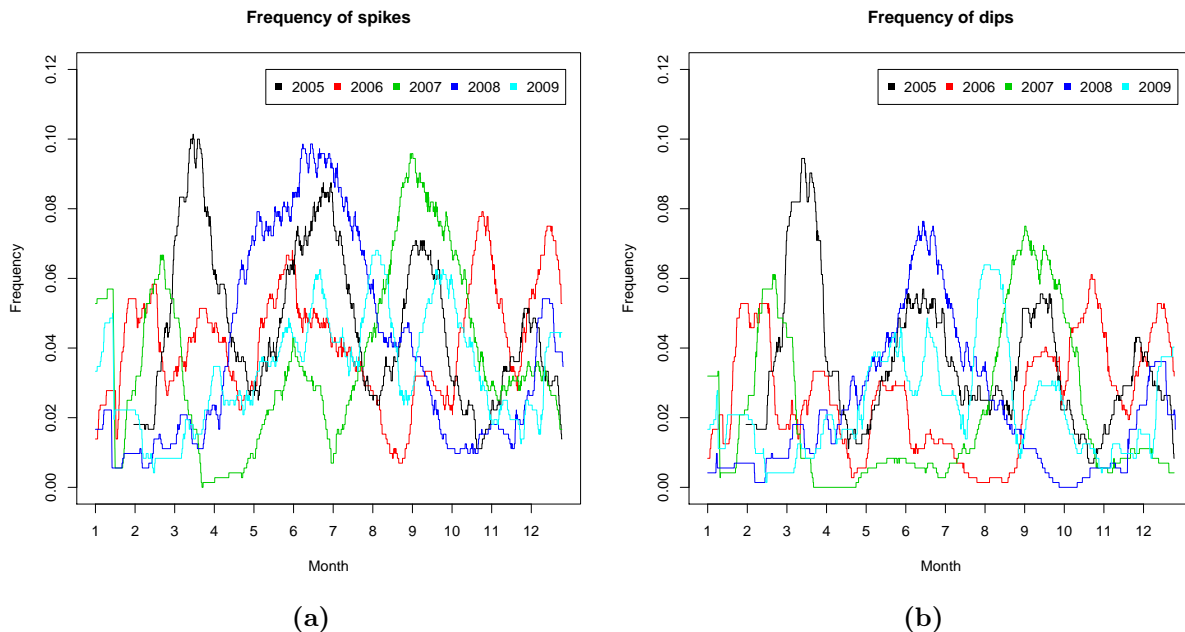 Frequency of spikes
2005 2006 2007 2008 2009
Frequency
0.00 0.02 0.04 0.06 0.08 0.10 0.12
1 2 3 4 5 6 7 8 9 10 11 12
Month
(a)
Frequency of dips
2005 2006 2007 2008 2009
Frequency
0.00 0.02 0.04 0.06 0.08 0.10 0.12
1 2 3 4 5 6 7 8 9 10 11 12
Month
(b)